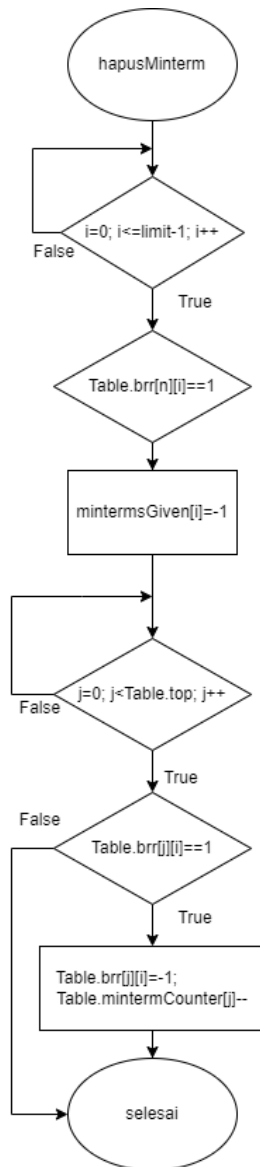 hapusMinterm
i=0; i<=limit-1; i++
False
True
Table.brr[n][i]==1
mintermsGiven[i]=-1
j=0; j<Table.top; j++
False
True
False
Table.brr[j][i]==1
True
Table.brr[j][i]=-1;
Table.mintermCounter[j]--
selesai